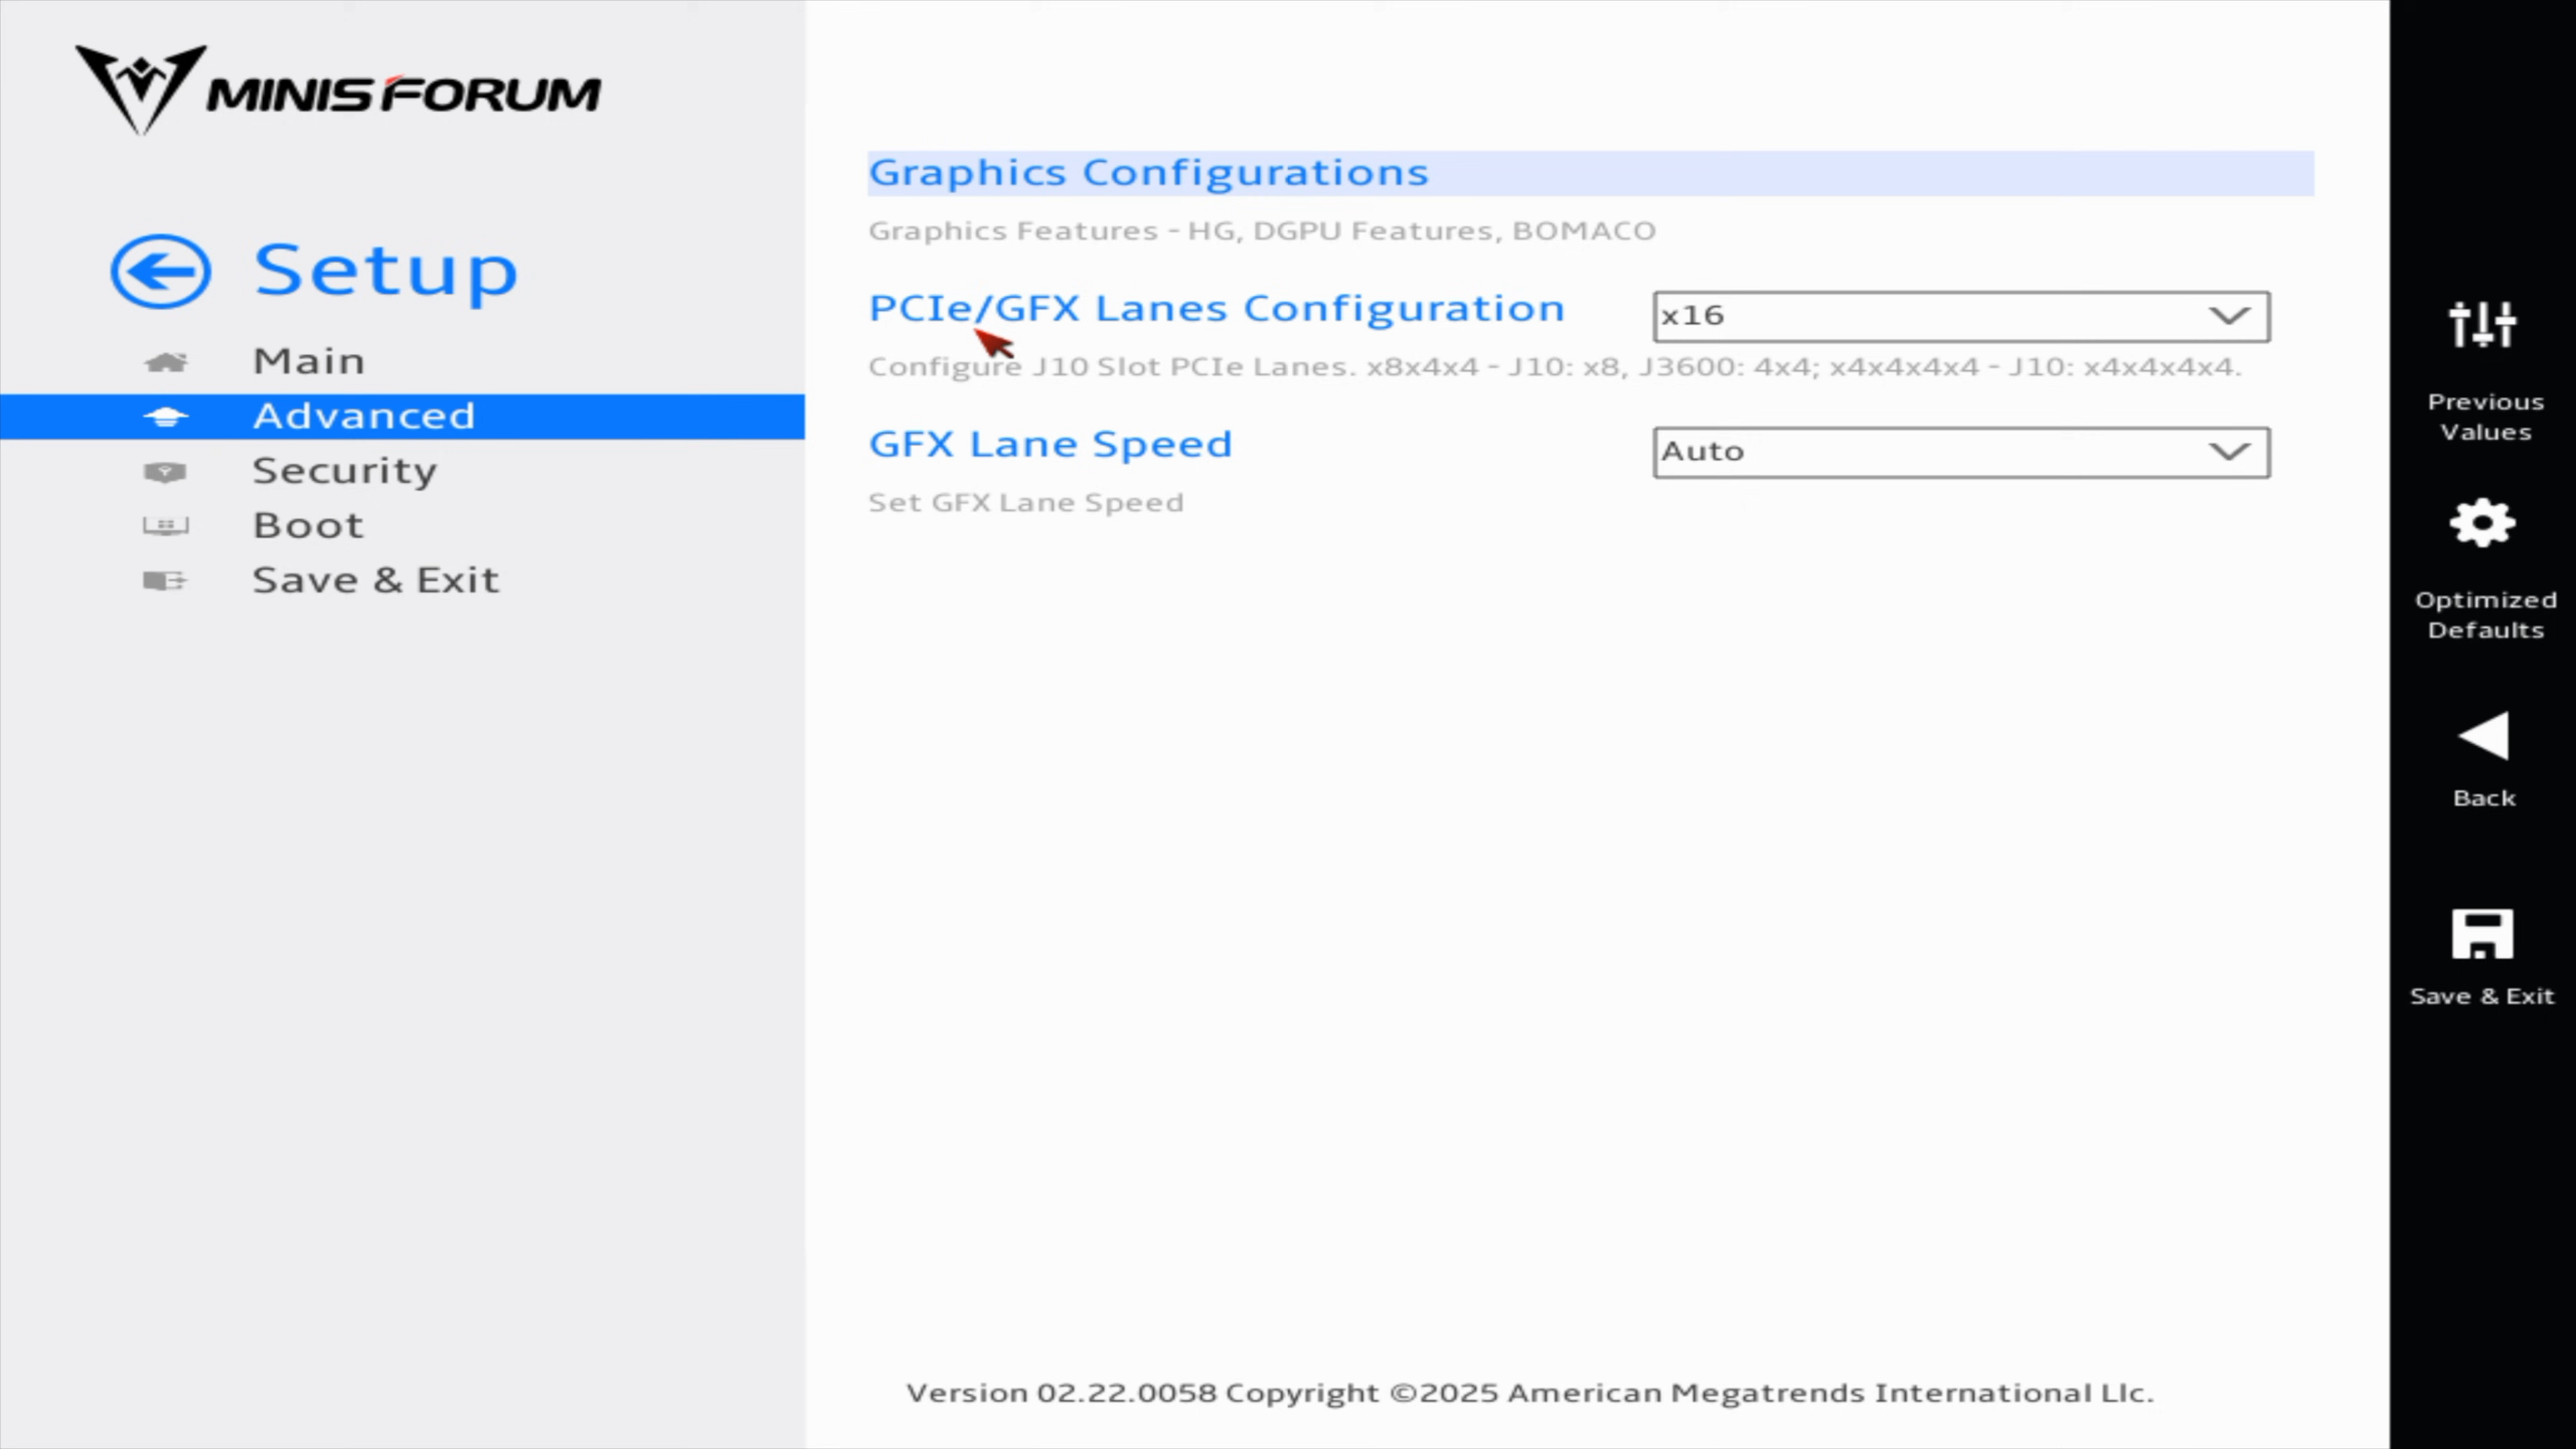 MINISFORUM
Setup
Main
Advanced
Security
Boot
Save & Exit
Graphics Configurations
Graphics Features - HG, DGPU Features, BOMACO
PCIe/GFX Lanes Configuration
x16
Configure J10 Slot PCIe Lanes. x8x4x4 - J10: x8, J3600: 4x4; x4x4x4x4 - J10: x4x4x4x4.
GFX Lane Speed
Auto
Set GFX Lane Speed
Previous
Values
Optimized
Defaults
Back
Save & Exit
Version 02.22.0058 Copyright ©2025 American Megatrends International Llc.